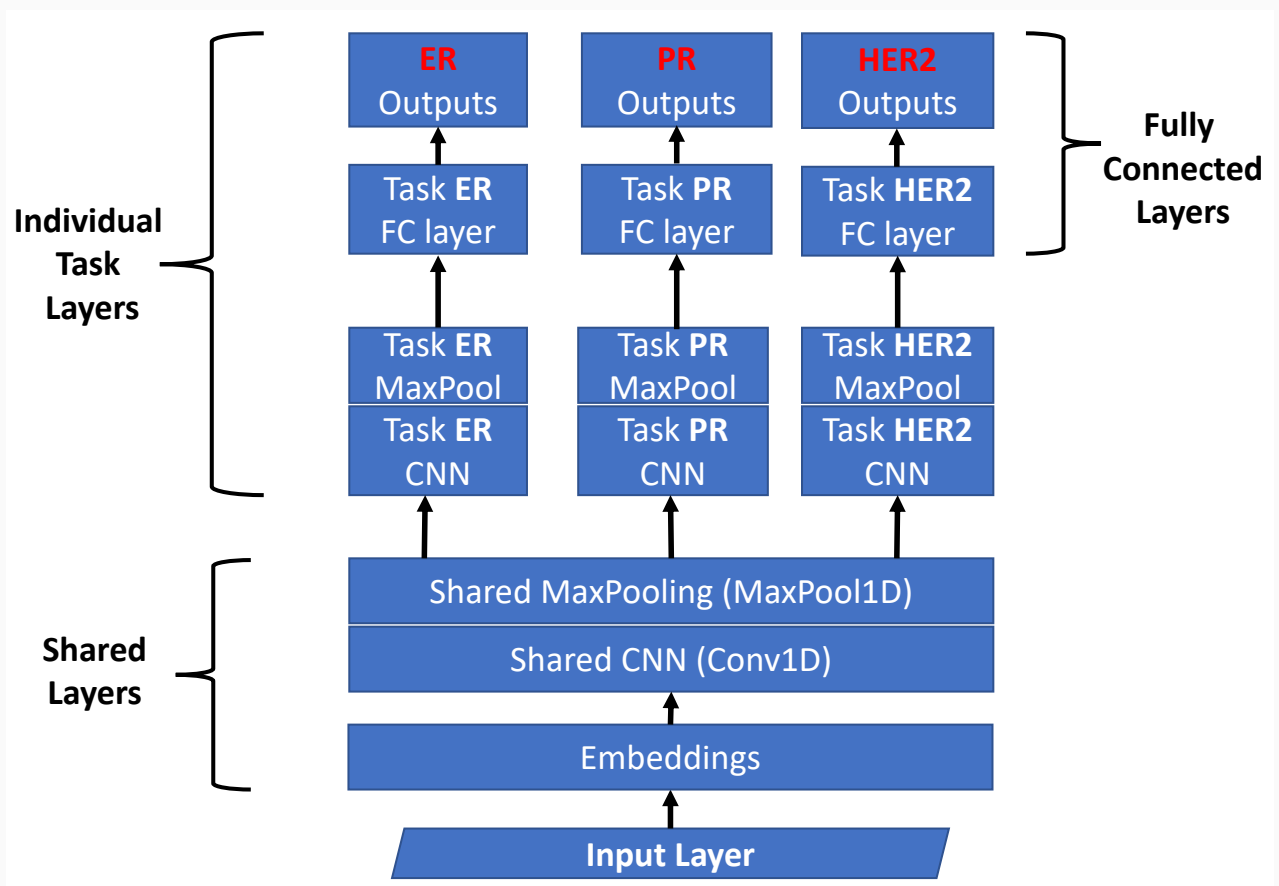 ER
Outputs
PR
Outputs
HER2
Outputs
Fully
Connected
Layers
Task ER
FC layer
Task PR
FC layer
Task HER2
FC layer
Individual
Task
Layers
Task ER
MaxPool
Task PR
MaxPool
Task HER2
MaxPool
Task ER
CNN
Task PR
CNN
Task HER2
CNN
Shared MaxPooling (MaxPool1D)
Shared CNN (Conv1D)
Shared
Layers
Embeddings
Input Layer